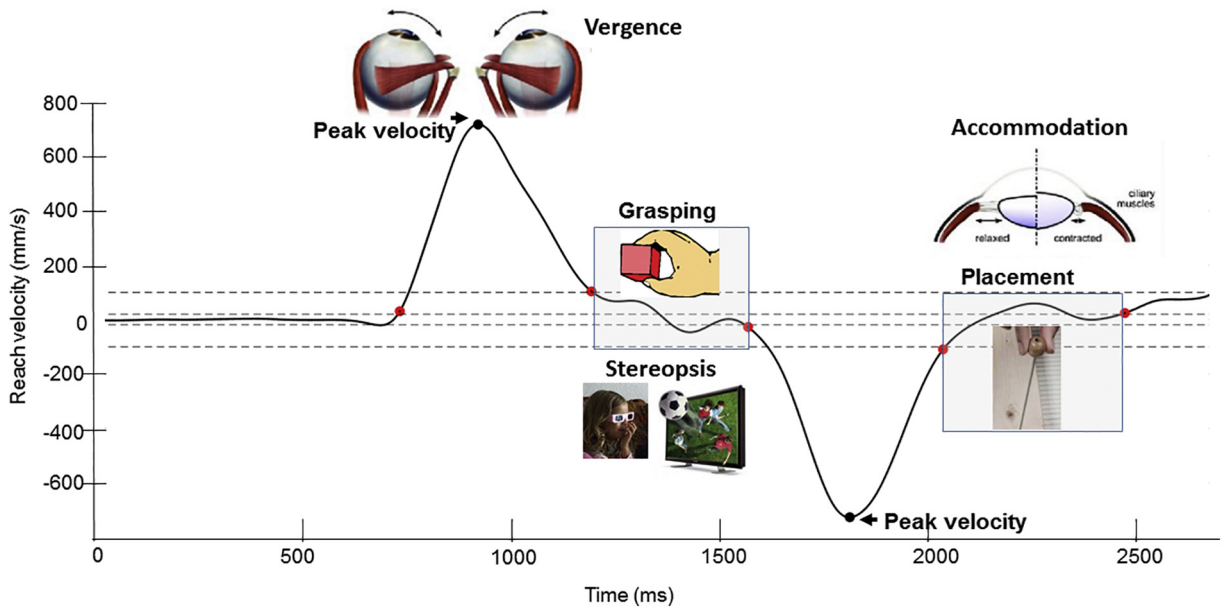 Vergence
800
Peak velocity
600
Accommodation
ciliary
muscles
400
Grasping
relaxed
contracted
200
Placement
0
-200
Stereopsis
-400
-600
Peak velocity
0
500
1000
1500
2000
2500
Time (ms)
Reach velocity (mm/s)